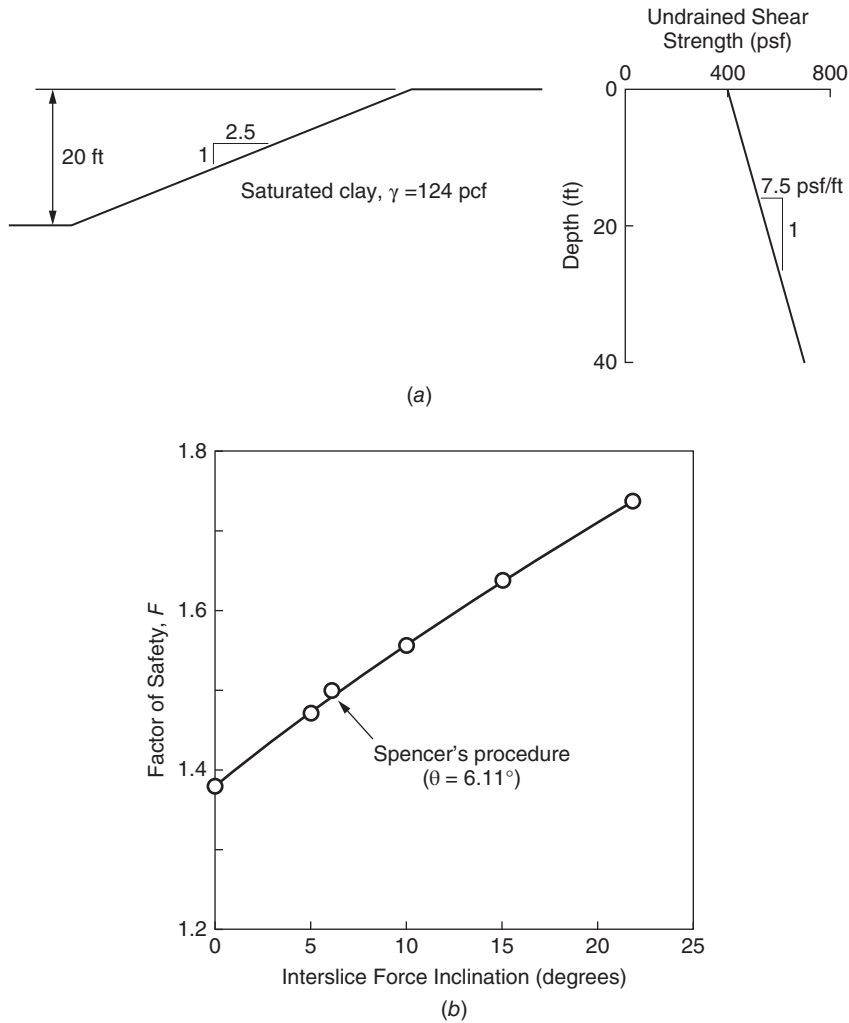 Undrained Shear
Strength (psf)
0 400 800
0
20 ft
2.5
1
Saturated clay, γ =124 pcf
7.5 psf/ft
1
Depth (ft)
20
40
(a)
1.8
1.6
1.4
1.2
Factor of Safety, F
Spencer's procedure
(θ = 6.11°)
0 5 10 15 20 25
Interslice Force Inclination (degrees)
(b)